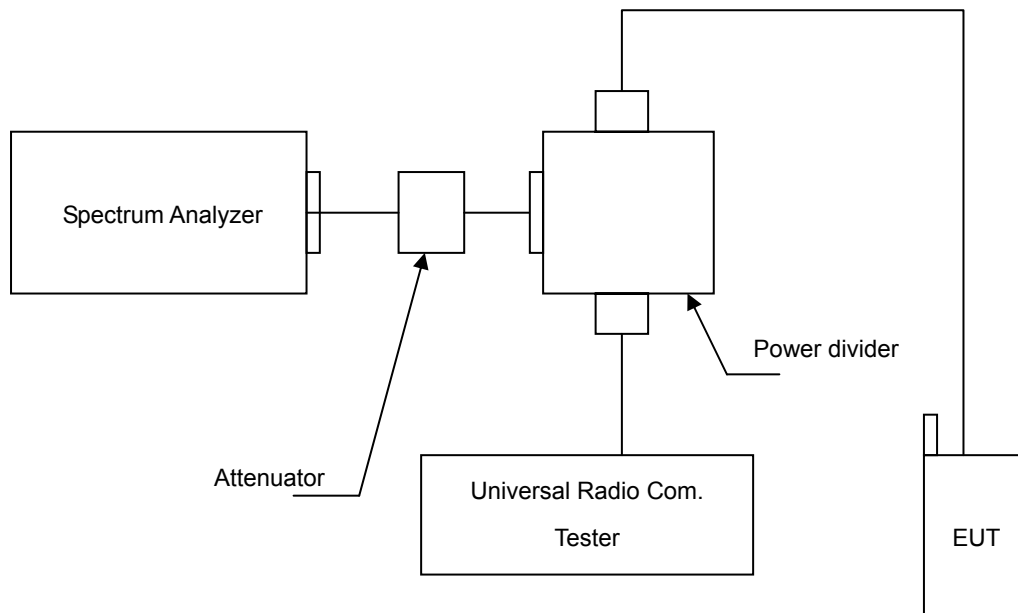 Spectrum Analyzer
Power divider
Attenuator
Universal Radio Com.
Tester
EUT